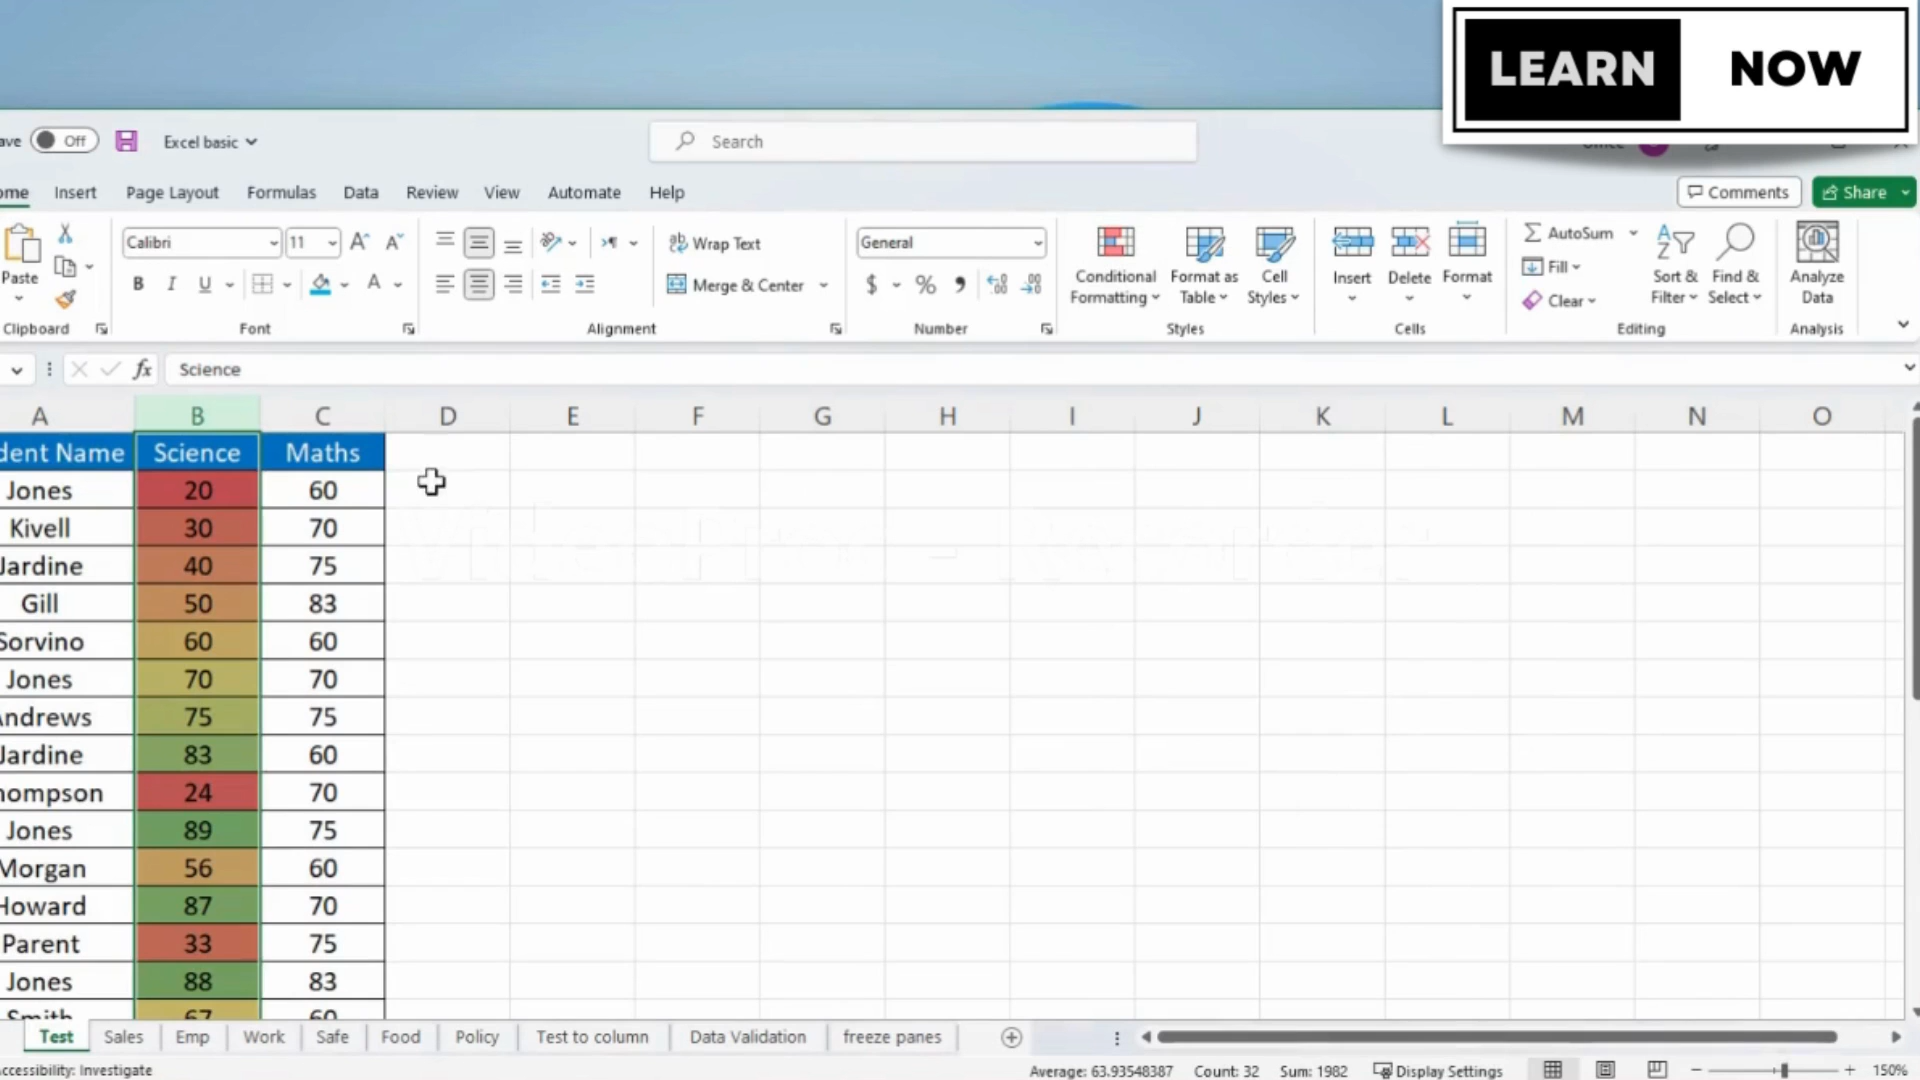 LEARN NOW
ave Off Excel basic Search
ome Insert Page Layout Formulas Data Review View Automate Help Comments Share
Calibri 11 Wrap Text General AutoSum
Paste B I U A Merge & Center $ % Conditional Formatting Format as Table Cell Styles Insert Delete Format Fill Clear Sort & Filter Find & Select Analyze Data
Clipboard Font Alignment Number Styles Cells Editing Analysis
fx Science
A B C D E F G H I J K L M N O
dent Name Science Maths
Jones 20 60
Kivell 30 70
Jardine 40 75
Gill 50 83
Sorvino 60 60
Jones 70 70
Andrews 75 75
Jardine 83 60
hompson 24 70
Jones 89 75
Morgan 56 60
Howard 87 70
Parent 33 75
Jones 88 83
Smith 67 60
Test Sales Emp Work Safe Food Policy Test to column Data Validation freeze panes
ccessibility: Investigate Average: 63.93548387 Count: 32 Sum: 1982 Display Settings 150%